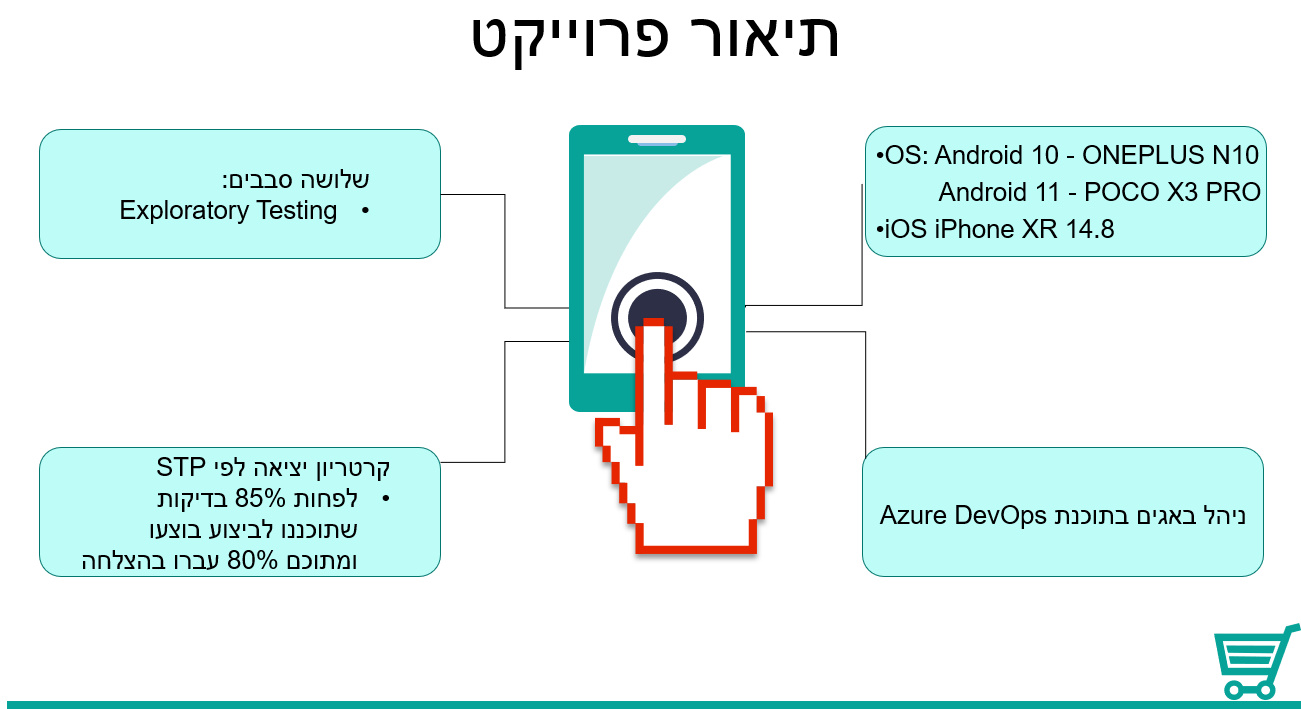 תיאור פרוייקט
•OS: Android 10 - ONEPLUS N10
Android 11 - POCO X3 PRO
•iOS iPhone XR 14.8
שלושה סבבים:
• Exploratory Testing
ניהל באגים בתוכנת Azure DevOps
קרטריון יציאה לפי STP
• לפחות 85% בדיקות
שתוכננו לביצוע בוצעו
ומתוכם 80% עברו בהצלחה